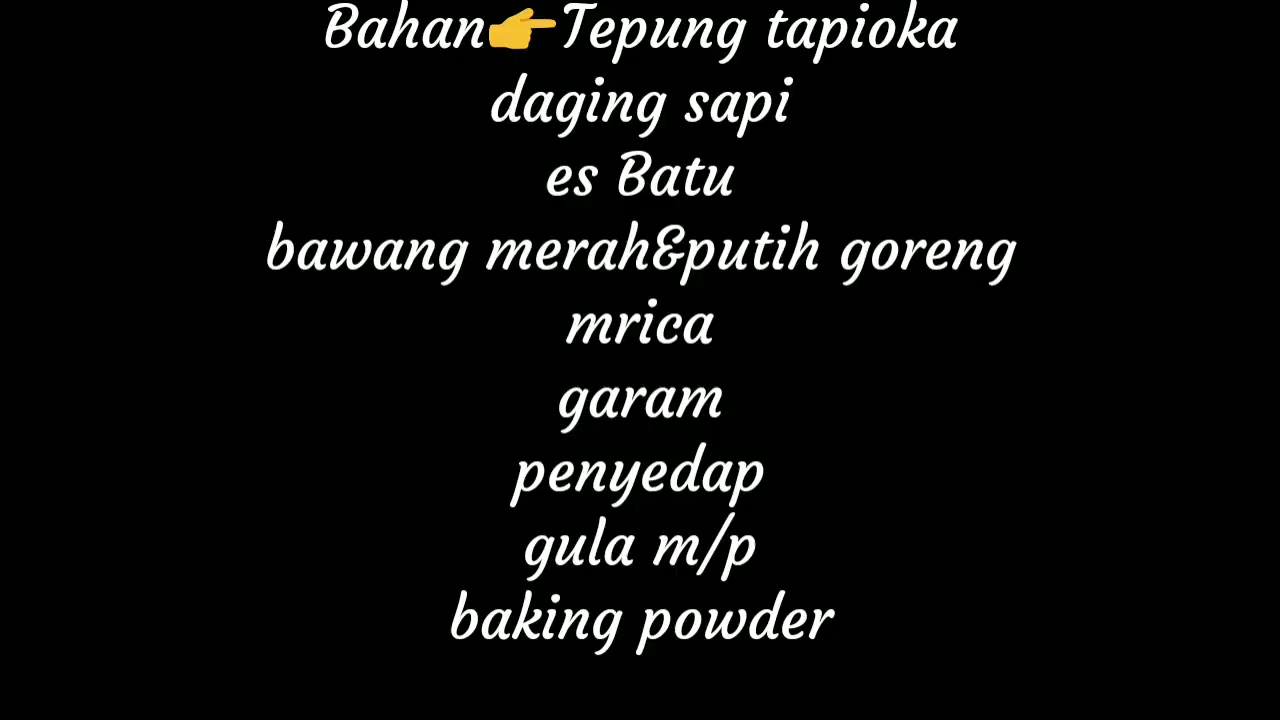 Bahan👉Tepung tapioka
daging sapi
es Batu
bawang merah&putih goreng
mrica
garam
penyedap
gula m/p
baking powder